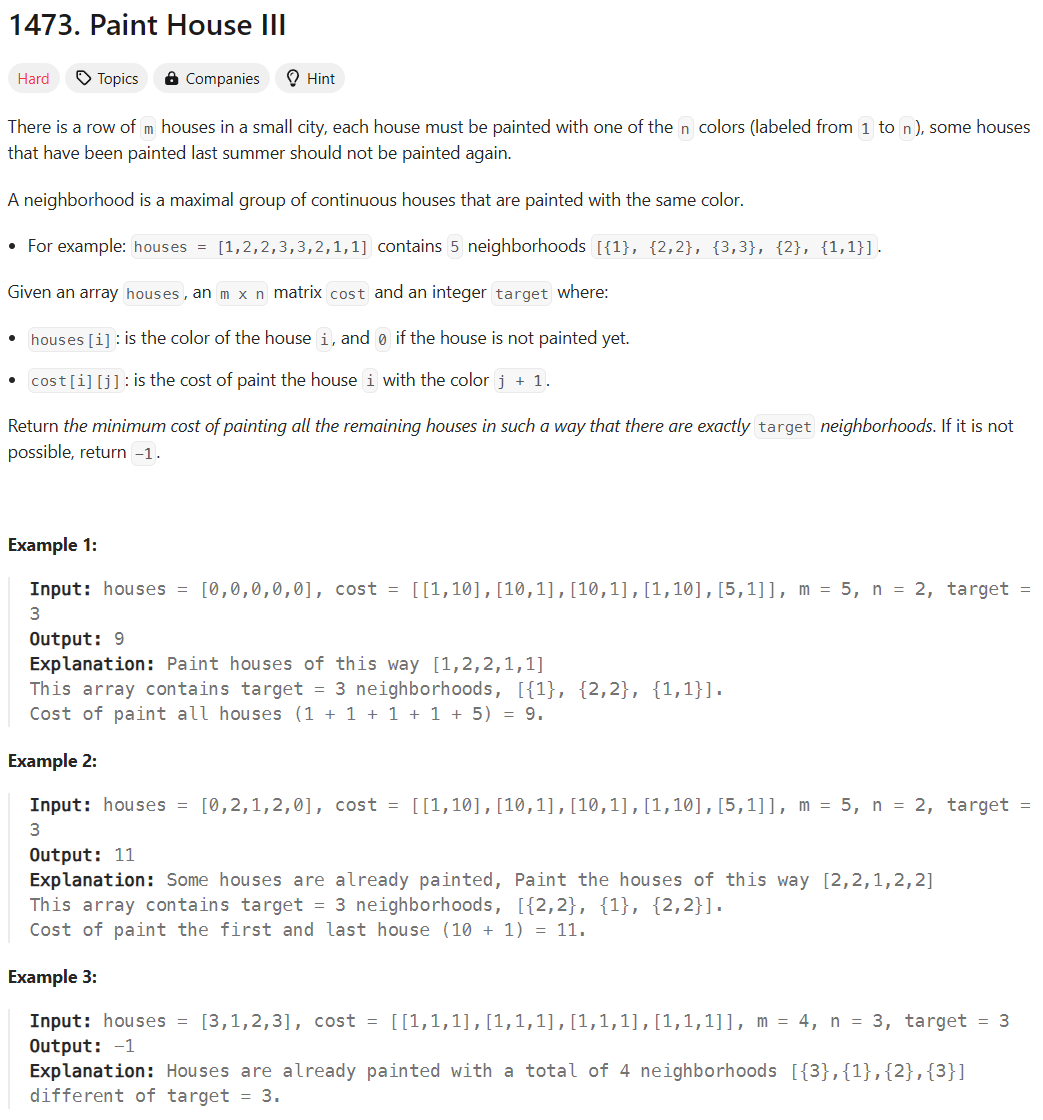 1473. Paint House III
Hard Topics Companies Hint
There is a row of m houses in a small city, each house must be painted with one of the n colors (labeled from 1 to n), some houses
that have been painted last summer should not be painted again.
A neighborhood is a maximal group of continuous houses that are painted with the same color.
• For example: houses = [1,2,2,3,3,2,1,1] contains 5 neighborhoods [{1}, {2,2}, {3,3}, {2}, {1,1}].
Given an array houses, an m x n matrix cost and an integer target where:
• houses[i]: is the color of the house i, and 0 if the house is not painted yet.
• cost[i][j]: is the cost of paint the house i with the color j + 1.
Return the minimum cost of painting all the remaining houses in such a way that there are exactly target neighborhoods. If it is not
possible, return -1.
Example 1:
Input: houses = [0,0,0,0,0], cost = [[1,10],[10,1],[10,1],[1,10],[5,1]], m = 5, n = 2, target =
3
Output: 9
Explanation: Paint houses of this way [1,2,2,1,1]
This array contains target = 3 neighborhoods, [{1}, {2,2}, {1,1}].
Cost of paint all houses (1 + 1 + 1 + 1 + 5) = 9.
Example 2:
Input: houses = [0,2,1,2,0], cost = [[1,10],[10,1],[10,1],[1,10],[5,1]], m = 5, n = 2, target =
3
Output: 11
Explanation: Some houses are already painted, Paint the houses of this way [2,2,1,2,2]
This array contains target = 3 neighborhoods, [{2,2}, {1}, {2,2}].
Cost of paint the first and last house (10 + 1) = 11.
Example 3:
Input: houses = [3,1,2,3], cost = [[1,1,1],[1,1,1],[1,1,1],[1,1,1]], m = 4, n = 3, target = 3
Output: -1
Explanation: Houses are already painted with a total of 4 neighborhoods [{3},{1},{2},{3}]
different of target = 3.